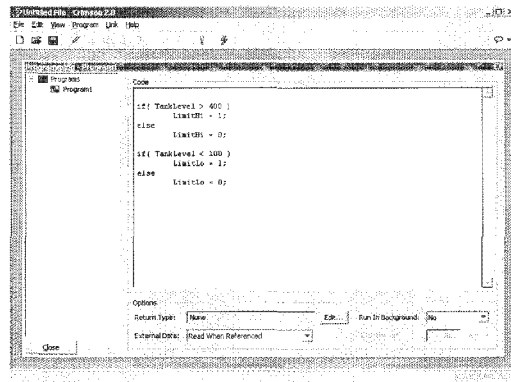 Untitled File - Crimson 2.0
File Edit View Program Link Help
Programs
Program1
Code
if( TankLevel > 400 )
LimitHi = 1;
else
LimitHi = 0;
if( TankLevel < 100 )
LimitLo = 1;
else
LimitLo = 0;
Options
Return Type: None Edit... Run In Background: No
External Data: Read When Referenced
Close